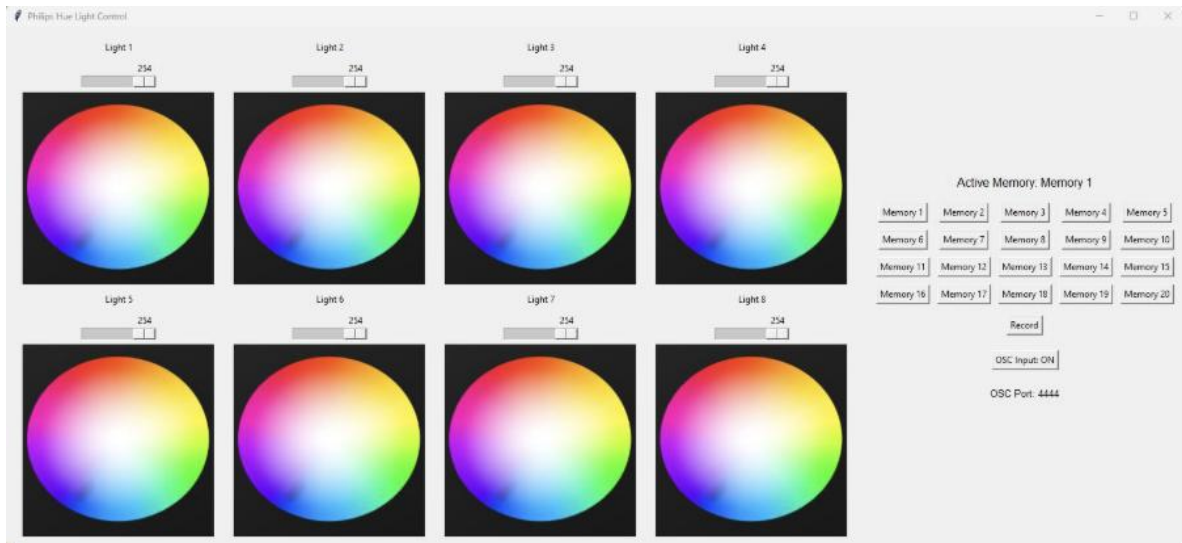 Philips Hue Light Control
Light 1 Light 2 Light 3 Light 4
254 254 254 254
Light 5 Light 6 Light 7 Light 8
254 254 254 254
Active Memory: Memory 1
Memory 1 Memory 2 Memory 3 Memory 4 Memory 5
Memory 6 Memory 7 Memory 8 Memory 9 Memory 10
Memory 11 Memory 12 Memory 13 Memory 14 Memory 15
Memory 16 Memory 17 Memory 18 Memory 19 Memory 20
Record
OSC Input: ON
OSC Port: 4444